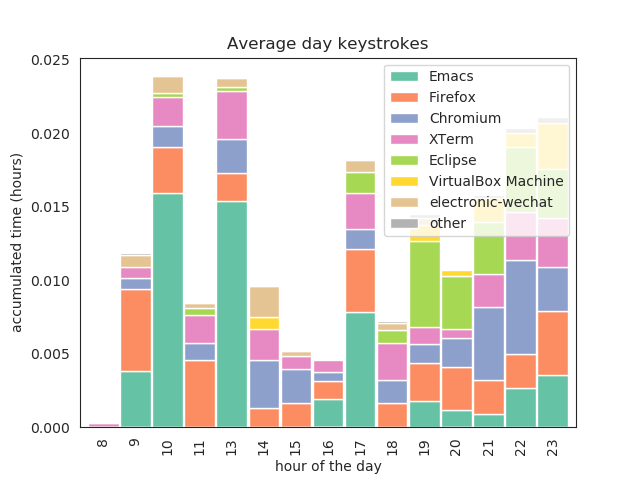 Average day keystrokes
accumulated time (hours)
0.025
0.020
0.015
0.010
0.005
0.000
Emacs
Firefox
Chromium
XTerm
Eclipse
VirtualBox Machine
electronic-wechat
other
8 9 10 11 13 14 15 16 17 18 19 20 21 22 23
hour of the day